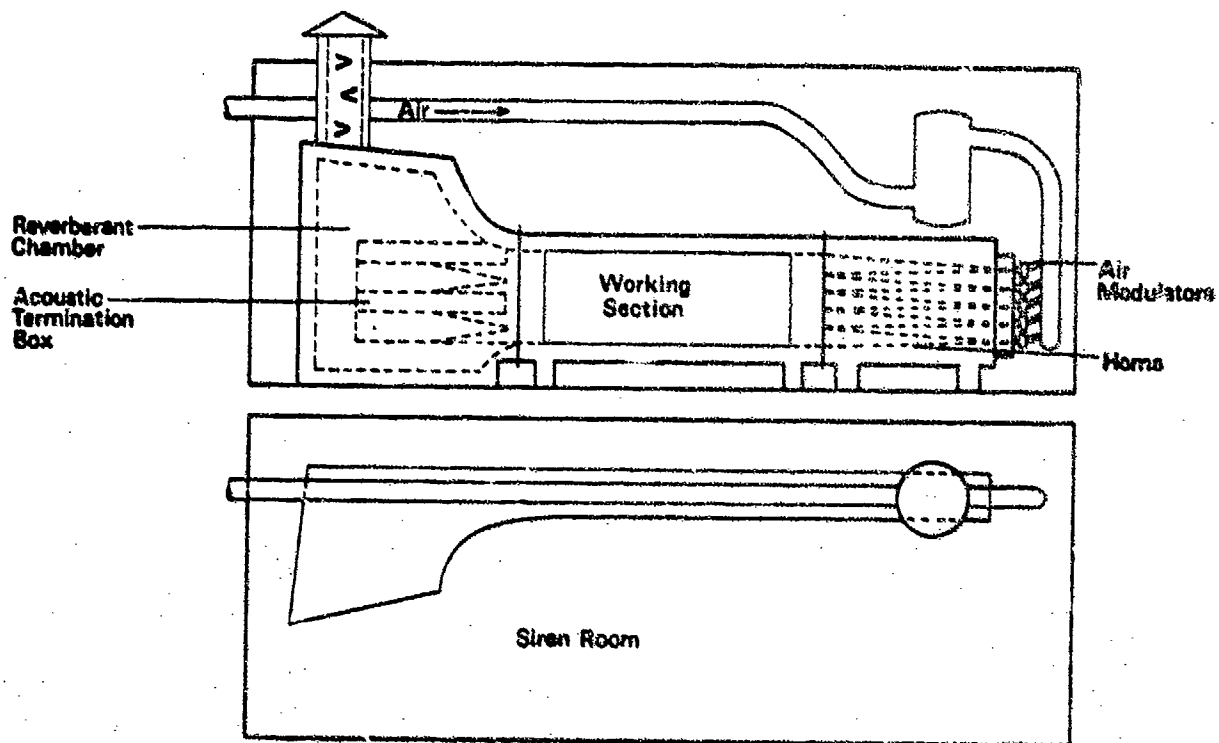 Air
Reverberant
Chamber
Acoustic
Termination
Box
Working
Section
Air
Modulators
Horns
Siren Room